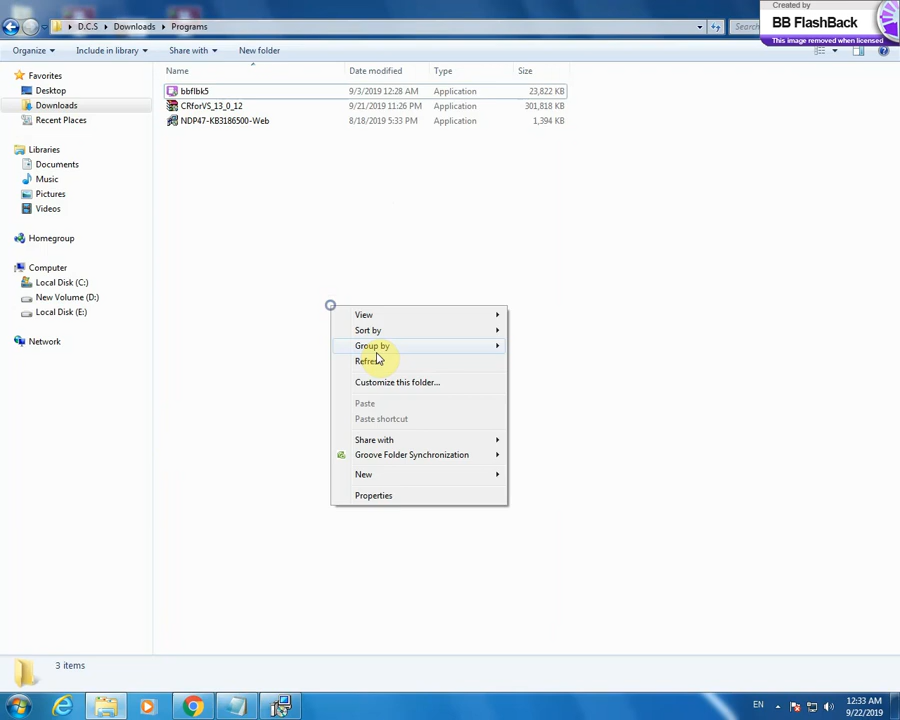 Created by
BB FlashBack
This image removed when licensed
D.C.S Downloads Programs
Search
Organize Include in library Share with New folder
Name Date modified Type Size
Favorites
Desktop
Downloads
Recent Places
Libraries
Documents
Music
Pictures
Videos
Homegroup
Computer
Local Disk (C:)
New Volume (D:)
Local Disk (E:)
Network
bbflbk5 9/3/2019 12:28 AM Application 23,822 KB
CRforVS_13_0_12 9/21/2019 11:26 PM Application 301,818 KB
NDP47-KB3186500-Web 8/18/2019 5:33 PM Application 1,394 KB
View
Sort by
Group by
Refresh
Customize this folder...
Paste
Paste shortcut
Share with
Groove Folder Synchronization
New
Properties
3 items
EN
12:33 AM
9/22/2019